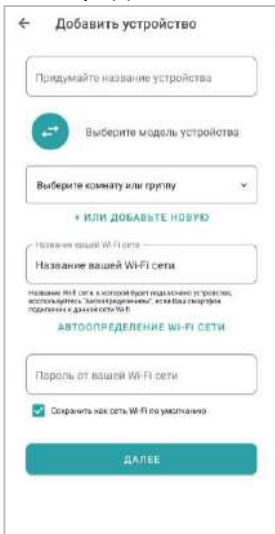 Добавить устройство
Придумайте название устройства
Выберите модель устройства
Выберите комнату или группу
+ ИЛИ ДОБАВЬТЕ НОВУЮ
Название вашей Wi-Fi сети
Название вашей Wi-Fi сети
Название Wi-Fi сети, к которой будет подключено устройство,
воспользуйтесь "Автоопределением", если Ваш смартфон
подключен к данной сети Wi-fi
АВТООПРЕДЕЛЕНИЕ WI-FI СЕТИ
Пароль от вашей Wi-Fi сети
Сохранить как сеть Wi-Fi по умолчанию
ДАЛЕЕ